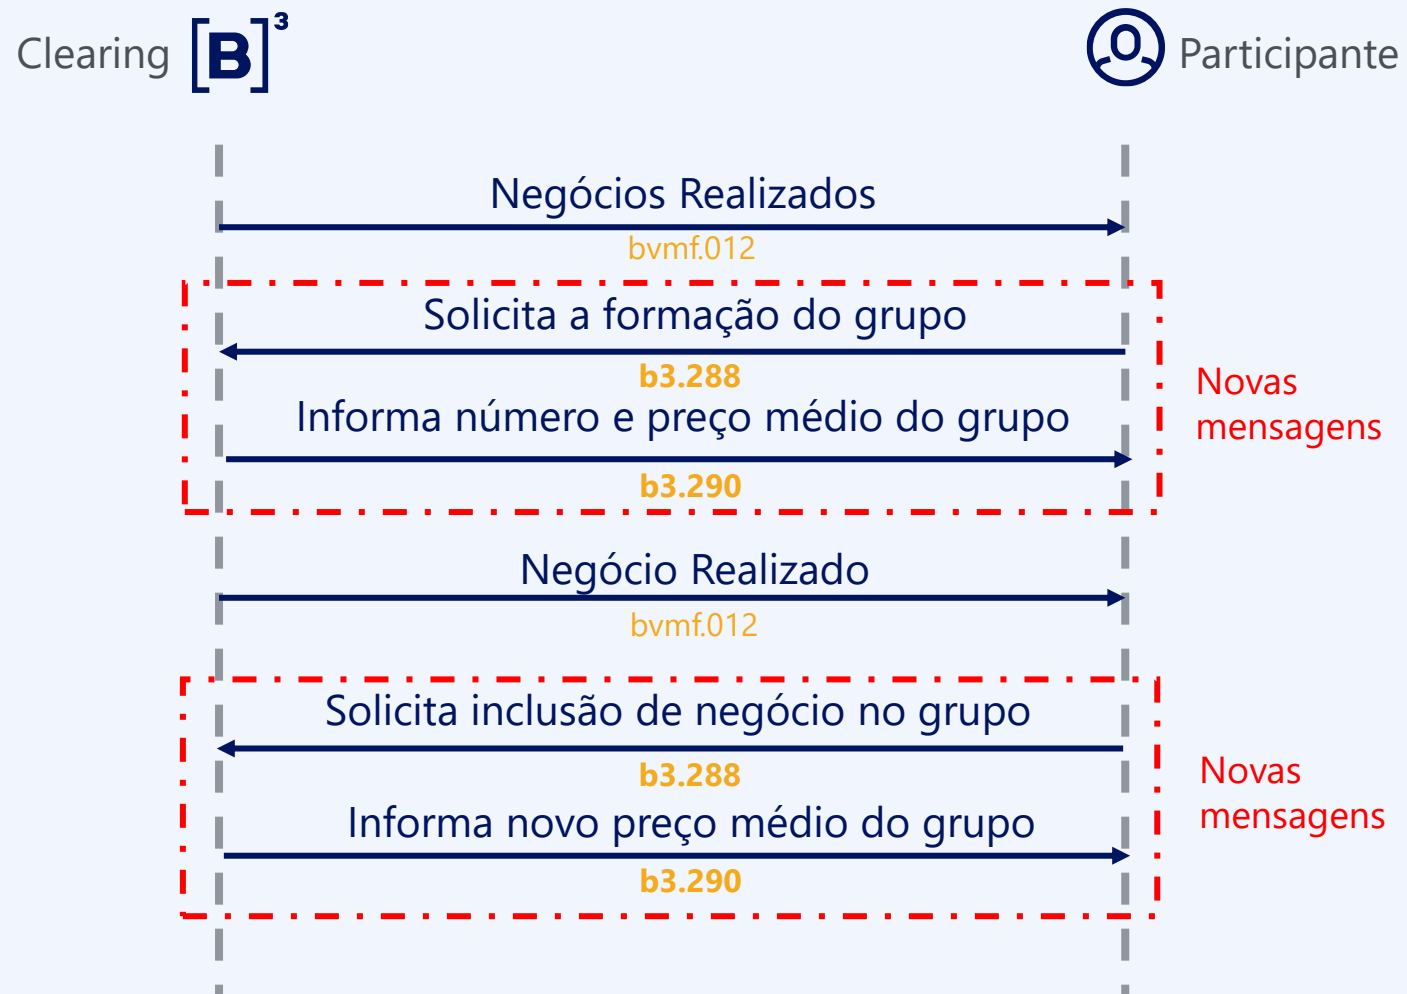 Clearing [B]³
Participante
Negócios Realizados
bvmf.012
Solicita a formação do grupo
b3.288
Novas
mensagens
Informa número e preço médio do grupo
b3.290
Negócio Realizado
bvmf.012
Solicita inclusão de negócio no grupo
b3.288
Novas
mensagens
Informa novo preço médio do grupo
b3.290